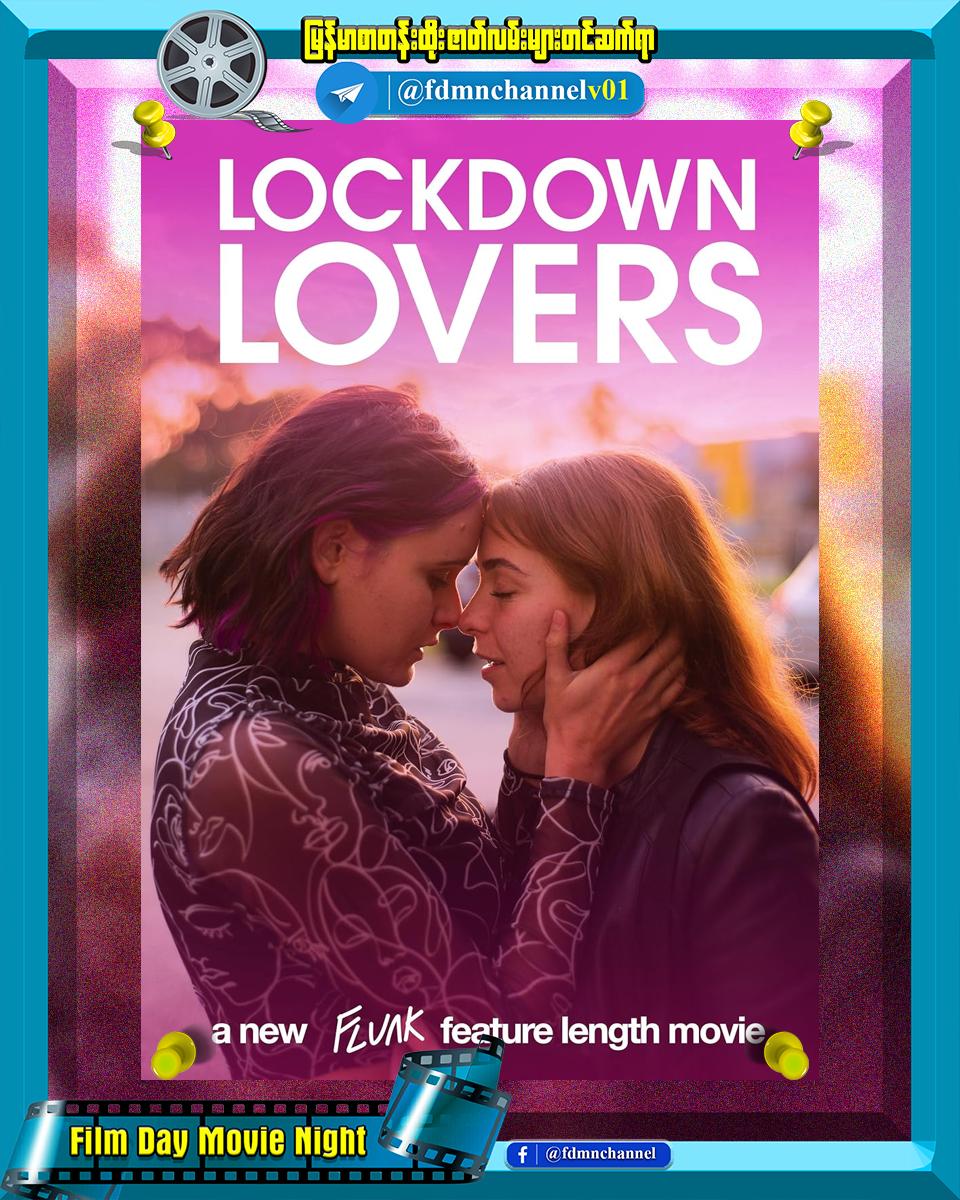 မြန်မာစာတန်းထိုးဇာတ်လမ်းများတင်ဆက်ရာ
@fdmnchannelv01
LOCKDOWN
LOVERS
a new FLUNK feature length movie
Film Day Movie Night
f @fdmnchannel